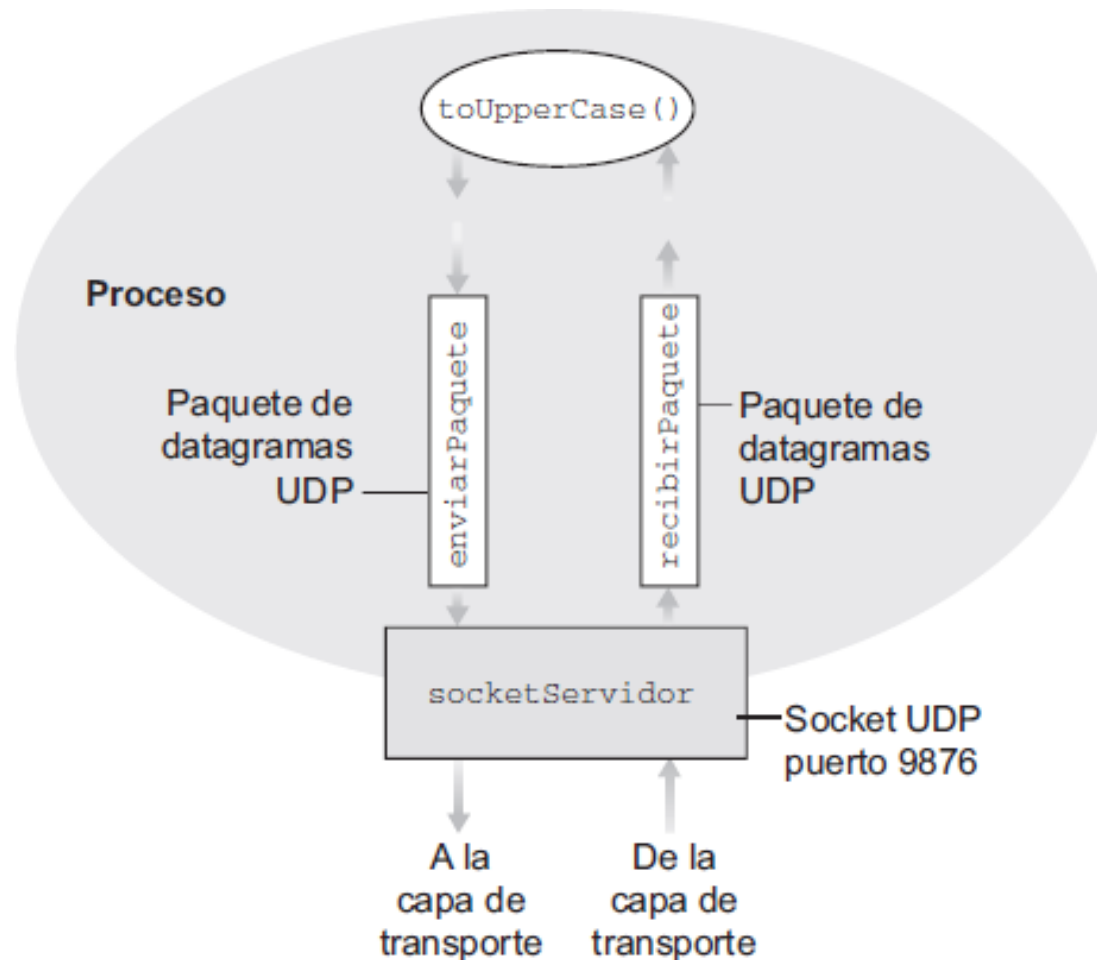 toUpperCase()
Proceso
Paquete de
datagramas
UDP
enviarPaquete
recibirPaquete
Paquete de
datagramas
UDP
socketServidor
Socket UDP
puerto 9876
A la
capa de
transporte
De la
capa de
transporte